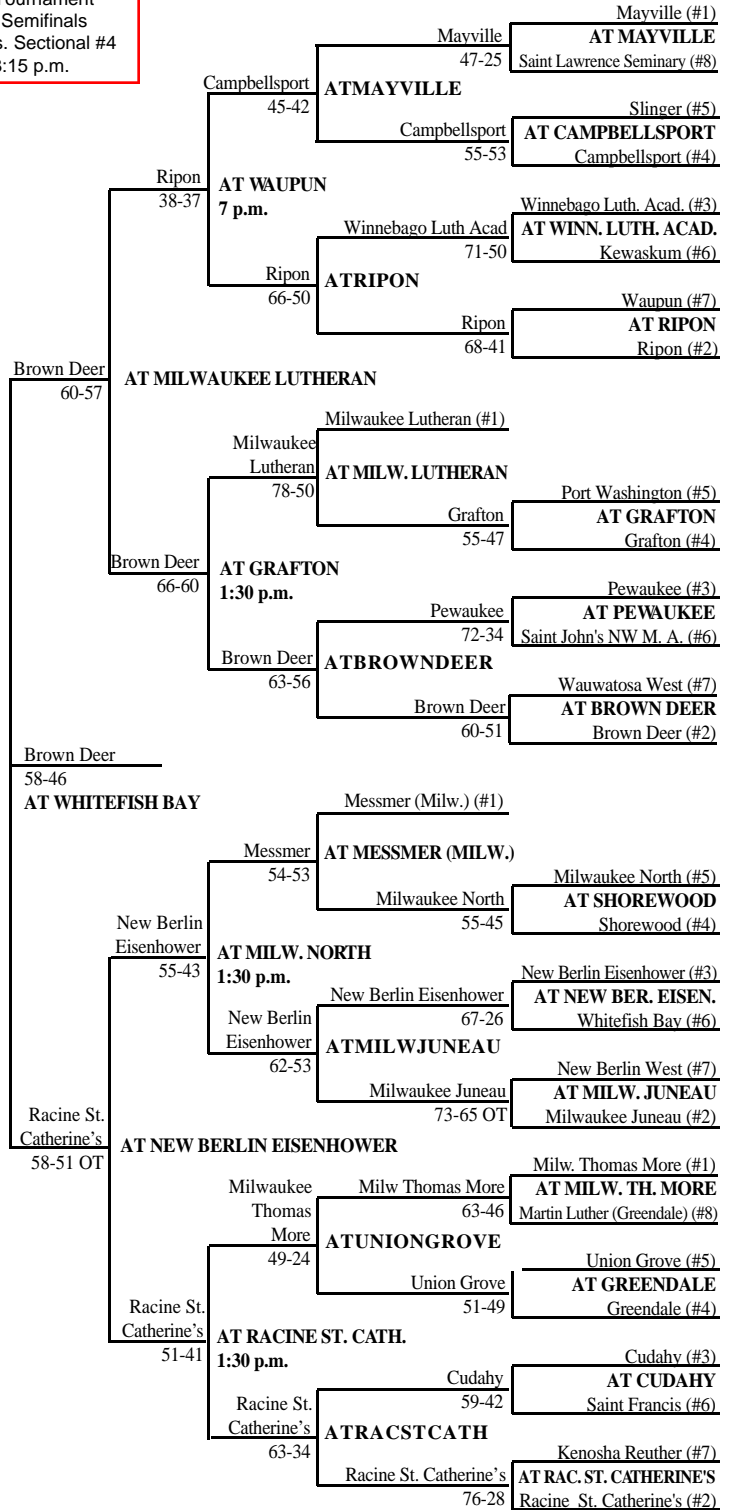 Tournament
Semifinals
s. Sectional #4
:15 p.m.
Mayville (#1)
AT MAYVILLE
Saint Lawrence Seminary (#8)
Mayville
47-25
Campbellsport
45-42
ATMAYVILLE
Slinger (#5)
AT CAMPBELLSPORT
Campbellsport (#4)
Campbellsport
55-53
Ripon
38-37
AT WAUPUN
7 p.m.
Winnebago Luth. Acad. (#3)
AT WINN. LUTH. ACAD.
Kewaskum (#6)
Winnebago Luth Acad
71-50
Ripon
66-50
ATRIPON
Waupun (#7)
AT RIPON
Ripon (#2)
Ripon
68-41
Brown Deer
60-57
AT MILWAUKEE LUTHERAN
Milwaukee Lutheran (#1)
Milwaukee
Lutheran
78-50
AT MILW. LUTHERAN
Port Washington (#5)
AT GRAFTON
Grafton (#4)
Grafton
55-47
Brown Deer
66-60
AT GRAFTON
1:30 p.m.
Pewaukee (#3)
AT PEWAUKEE
Saint John's NW M. A. (#6)
Pewaukee
72-34
Brown Deer
63-56
ATBROWNDEER
Wauwatosa West (#7)
AT BROWN DEER
Brown Deer (#2)
Brown Deer
60-51
Brown Deer
58-46
AT WHITEFISH BAY
Messmer (Milw.) (#1)
Messmer
54-53
AT MESSMER (MILW.)
Milwaukee North (#5)
AT SHOREWOOD
Shorewood (#4)
Milwaukee North
55-45
New Berlin
Eisenhower
55-43
AT MILW. NORTH
1:30 p.m.
New Berlin Eisenhower (#3)
AT NEW BER. EISEN.
Whitefish Bay (#6)
New Berlin Eisenhower
67-26
New Berlin
Eisenhower
62-53
ATMILWJUNEAU
New Berlin West (#7)
AT MILW. JUNEAU
Milwaukee Juneau (#2)
Milwaukee Juneau
73-65 OT
Racine St.
Catherine's
58-51 OT
AT NEW BERLIN EISENHOWER
Milw. Thomas More (#1)
AT MILW. TH. MORE
Martin Luther (Greendale) (#8)
Milw Thomas More
63-46
Milwaukee
Thomas
More
49-24
ATUNIONGROVE
Union Grove (#5)
AT GREENDALE
Greendale (#4)
Union Grove
51-49
Racine St.
Catherine's
51-41
AT RACINE ST. CATH.
1:30 p.m.
Cudahy (#3)
AT CUDAHY
Saint Francis (#6)
Cudahy
59-42
Racine St.
Catherine's
63-34
ATRACSTCATH
Kenosha Reuther (#7)
AT RAC. ST. CATHERINE'S
Racine St. Catherine's (#2)
Racine St. Catherine's
76-28